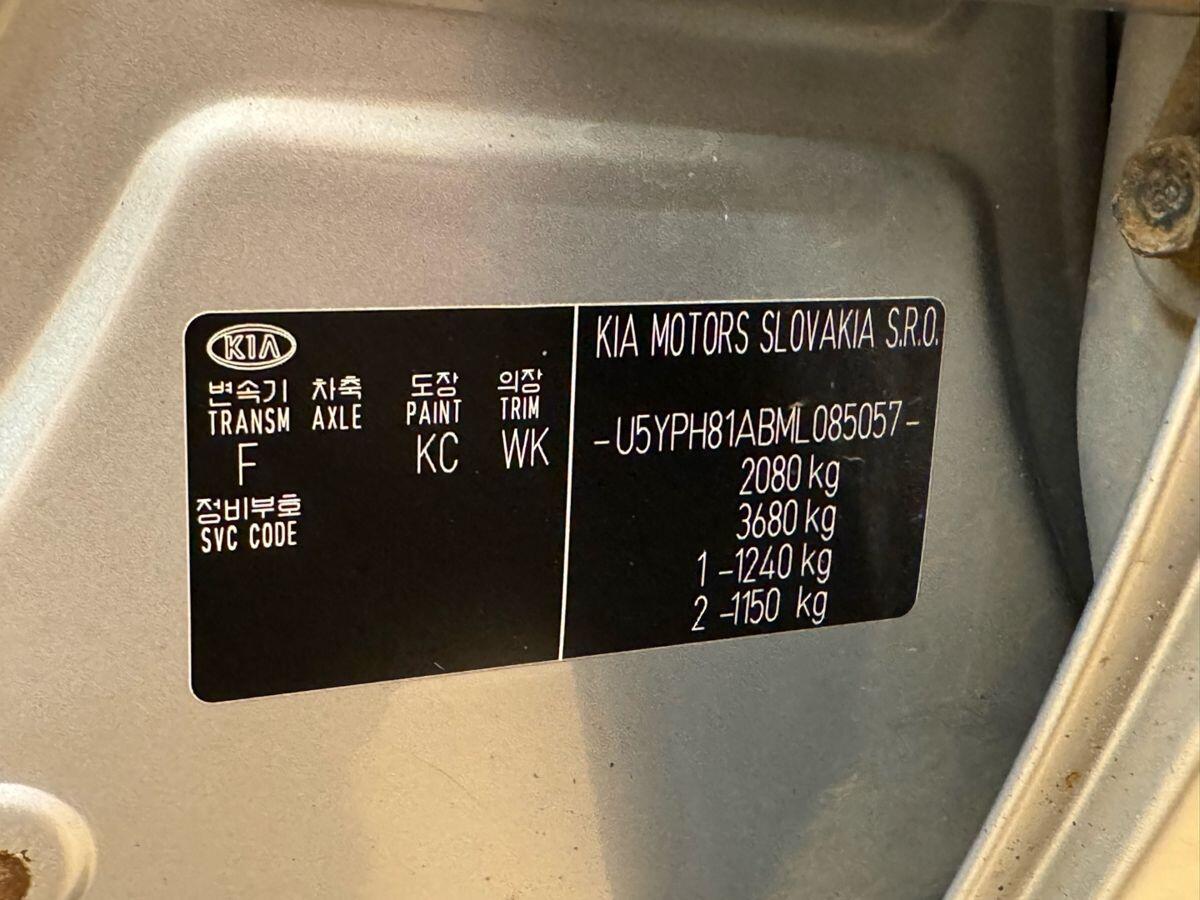 KIA
변속기 차축 도장 의장
TRANSM AXLE PAINT TRIM
F KC WK
정비부호
SVC CODE
KIA MOTORS SLOVAKIA S.R.O.
-U5YPH81ABML085057-
2080 kg
3680 kg
1 -1240 kg
2 -1150 kg